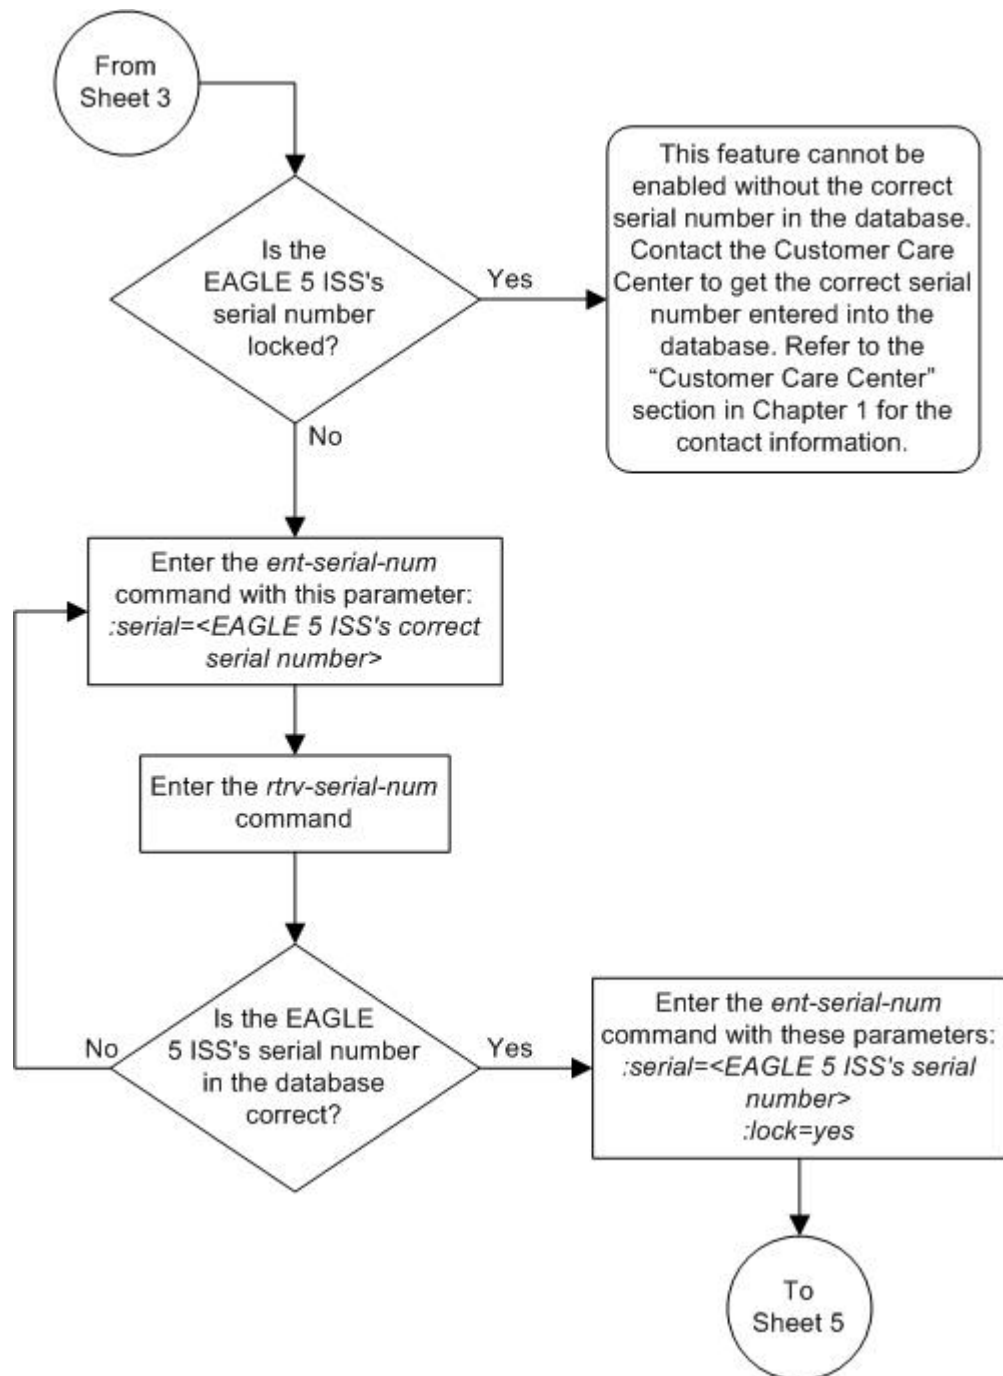 From
Sheet 3
Is the
EAGLE 5 ISS's
serial number
locked?
Yes
This feature cannot be
enabled without the correct
serial number in the database.
Contact the Customer Care
Center to get the correct serial
number entered into the
database. Refer to the
“Customer Care Center”
section in Chapter 1 for the
contact information.
No
Enter the ent-serial-num
command with this parameter:
:serial=<EAGLE 5 ISS's correct
serial number>
Enter the rtrv-serial-num
command
Is the EAGLE
5 ISS's serial number
in the database
correct?
No
Yes
Enter the ent-serial-num
command with these parameters:
:serial=<EAGLE 5 ISS's serial
number>
:lock=yes
To
Sheet 5